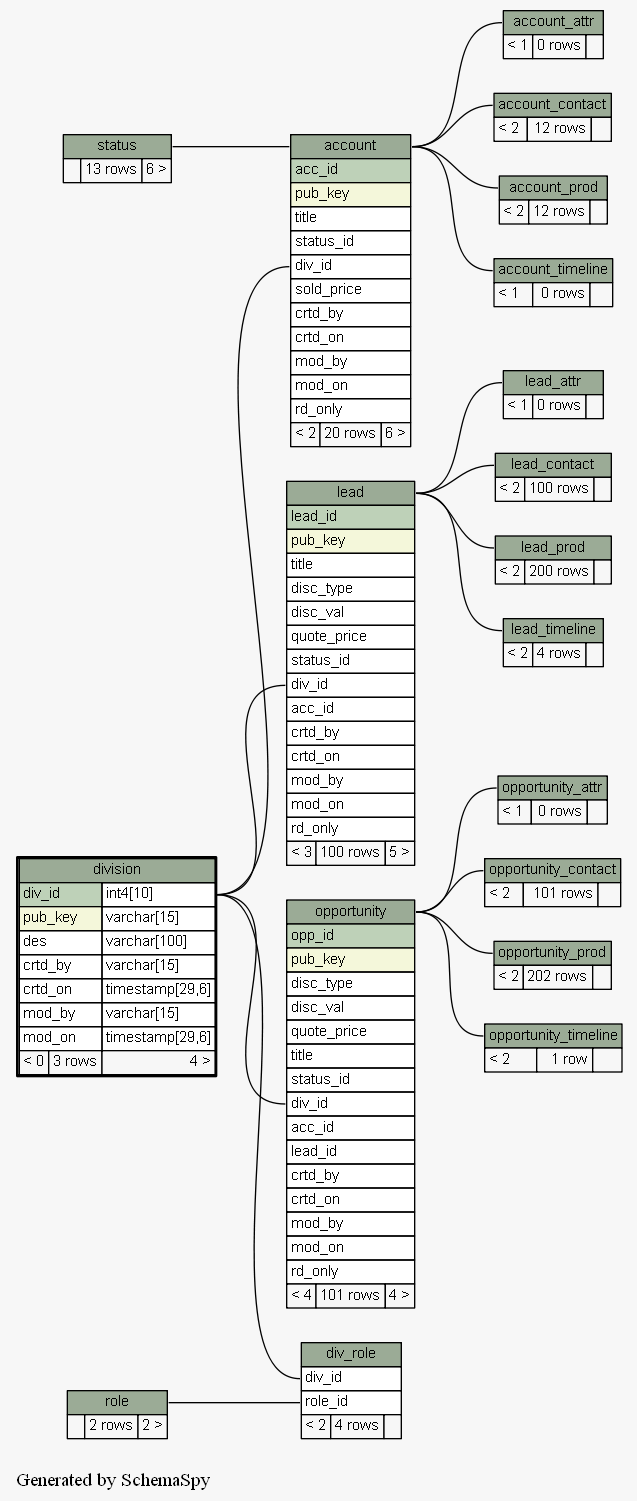 account_attr
< 1 0 rows
account_contact
< 2 12 rows
account_prod
< 2 12 rows
account_timeline
< 1 0 rows
status
13 rows 6 >
account
acc_id
pub_key
title
status_id
div_id
sold_price
crtd_by
crtd_on
mod_by
mod_on
rd_only
< 2 20 rows 6 >
lead_attr
< 1 0 rows
lead_contact
< 2 100 rows
lead_prod
< 2 200 rows
lead_timeline
< 2 4 rows
lead
lead_id
pub_key
title
disc_type
disc_val
quote_price
status_id
div_id
acc_id
crtd_by
crtd_on
mod_by
mod_on
rd_only
< 3 100 rows 5 >
opportunity_attr
< 1 0 rows
opportunity_contact
< 2 101 rows
opportunity_prod
< 2 202 rows
opportunity_timeline
< 2 1 row
division
div_id int4[10]
pub_key varchar[15]
des varchar[100]
crtd_by varchar[15]
crtd_on timestamp[29,6]
mod_by varchar[15]
mod_on timestamp[29,6]
< 0 3 rows 4 >
opportunity
opp_id
pub_key
disc_type
disc_val
quote_price
title
status_id
div_id
acc_id
lead_id
crtd_by
crtd_on
mod_by
mod_on
rd_only
< 4 101 rows 4 >
div_role
div_id
role_id
< 2 4 rows
role
2 rows 2 >
Generated by SchemaSpy